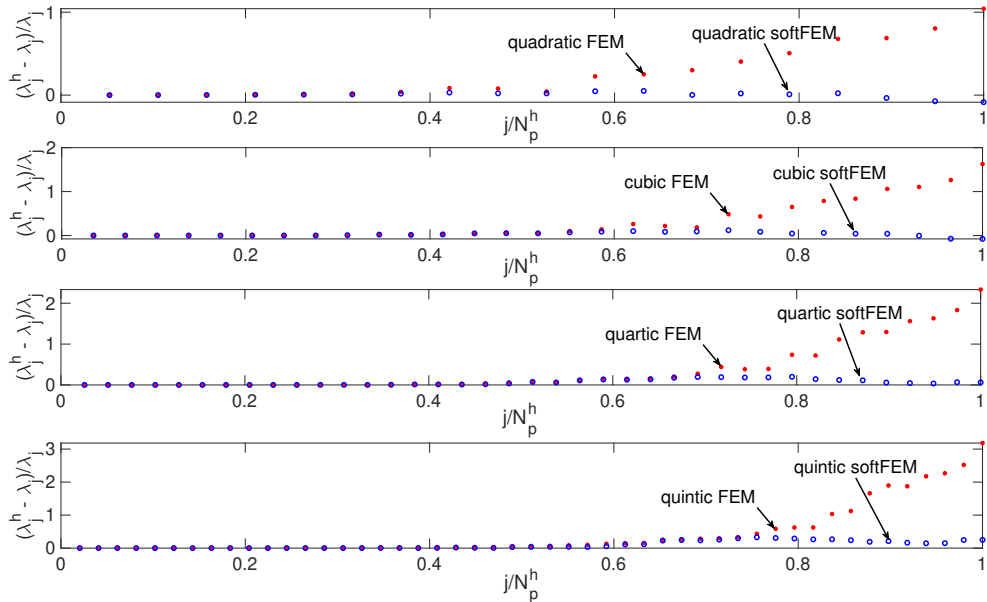 1
0
(λ_j^h - λ_j)/λ_j
quadratic FEM
quadratic softFEM
0 0.2 0.4 0.6 0.8 1
j/N_p^h
2
1
0
(λ_j^h - λ_j)/λ_j
cubic FEM
cubic softFEM
0 0.2 0.4 0.6 0.8 1
j/N_p^h
2
1
0
(λ_j^h - λ_j)/λ_j
quartic FEM
quartic softFEM
0 0.2 0.4 0.6 0.8 1
j/N_p^h
3
2
1
0
(λ_j^h - λ_j)/λ_j
quintic FEM
quintic softFEM
0 0.2 0.4 0.6 0.8 1
j/N_p^h